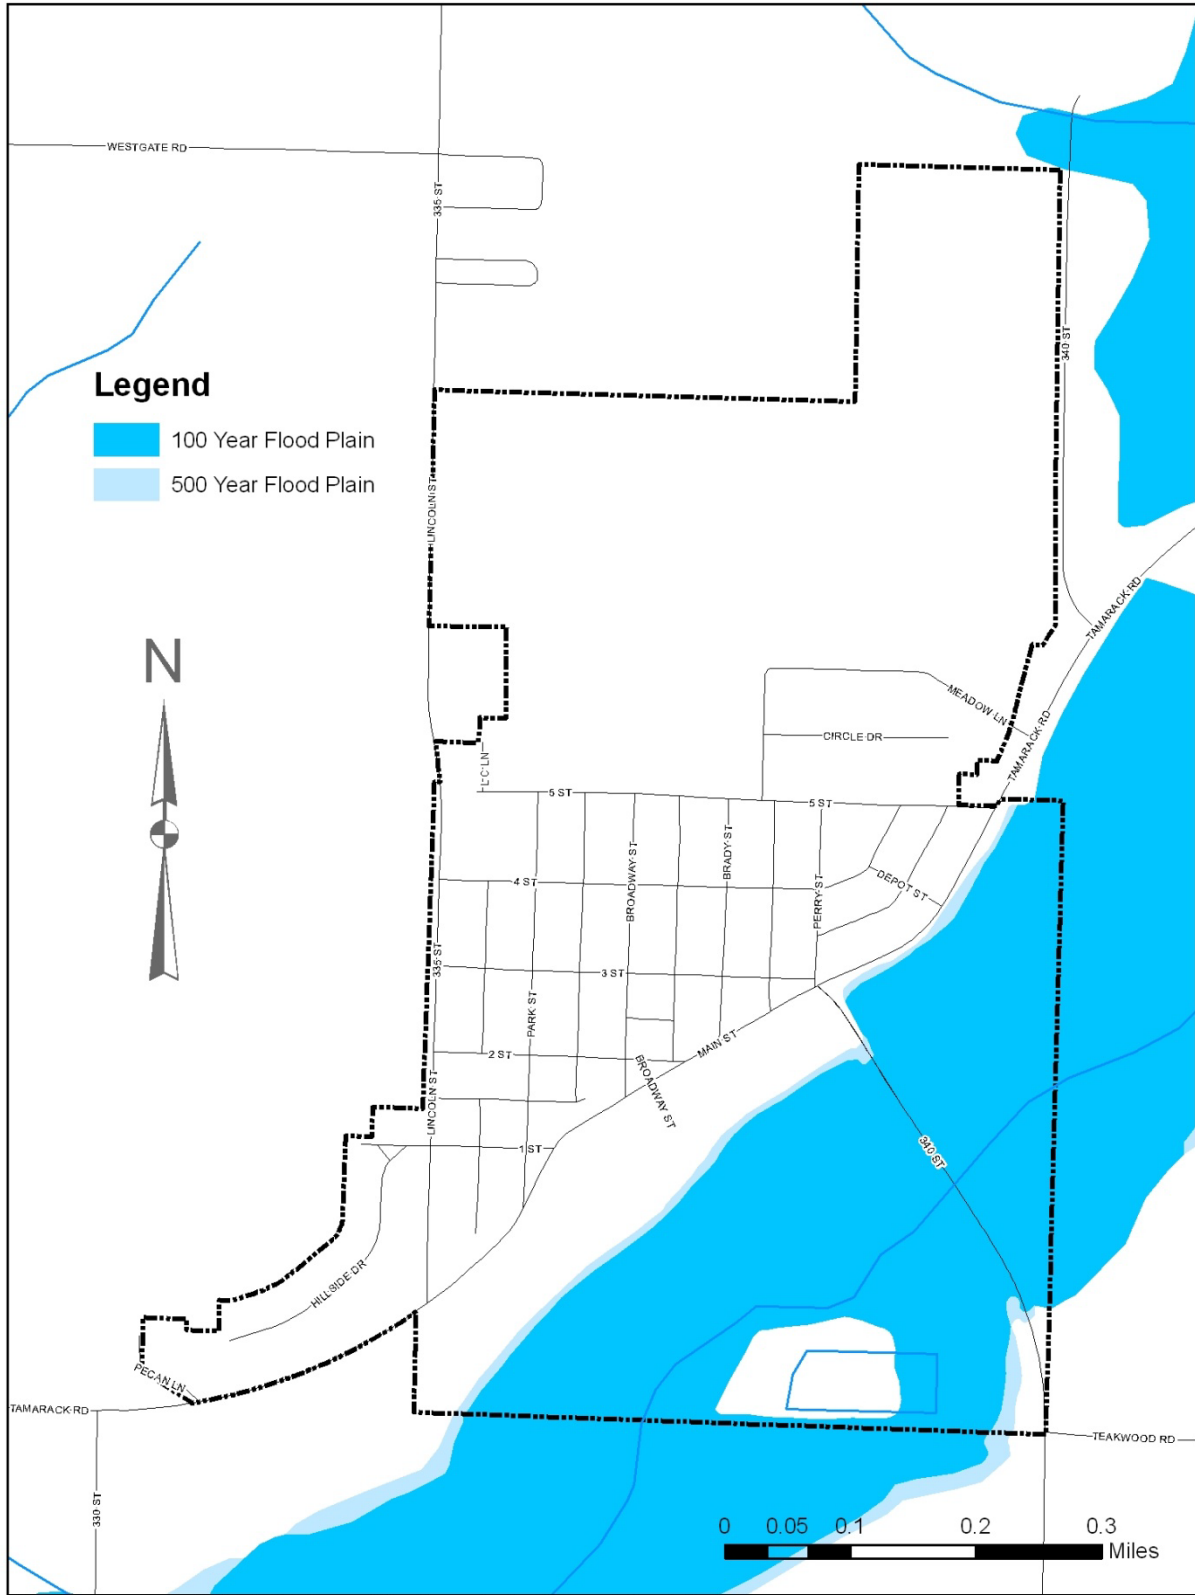 WESTGATE RD
335 ST
340 ST
Legend
100 Year Flood Plain
500 Year Flood Plain
LINCOLN ST
TAMARACK RD
N
MEADOW LN
TAMARACK RD
CIRCLE DR
L C LN
5 ST
5 ST
BROADWAY ST
BRADY ST
4 ST
DEPOT ST
PERRY ST
335 ST
3 ST
PARK ST
MAIN ST
2 ST
BROADWAY ST
LINCOLN ST
1 ST
340 ST
HILLSIDE DR
PECAN LN
TAMARACK RD
TEAKWOOD RD
330 ST
0 0.05 0.1 0.2 0.3
Miles